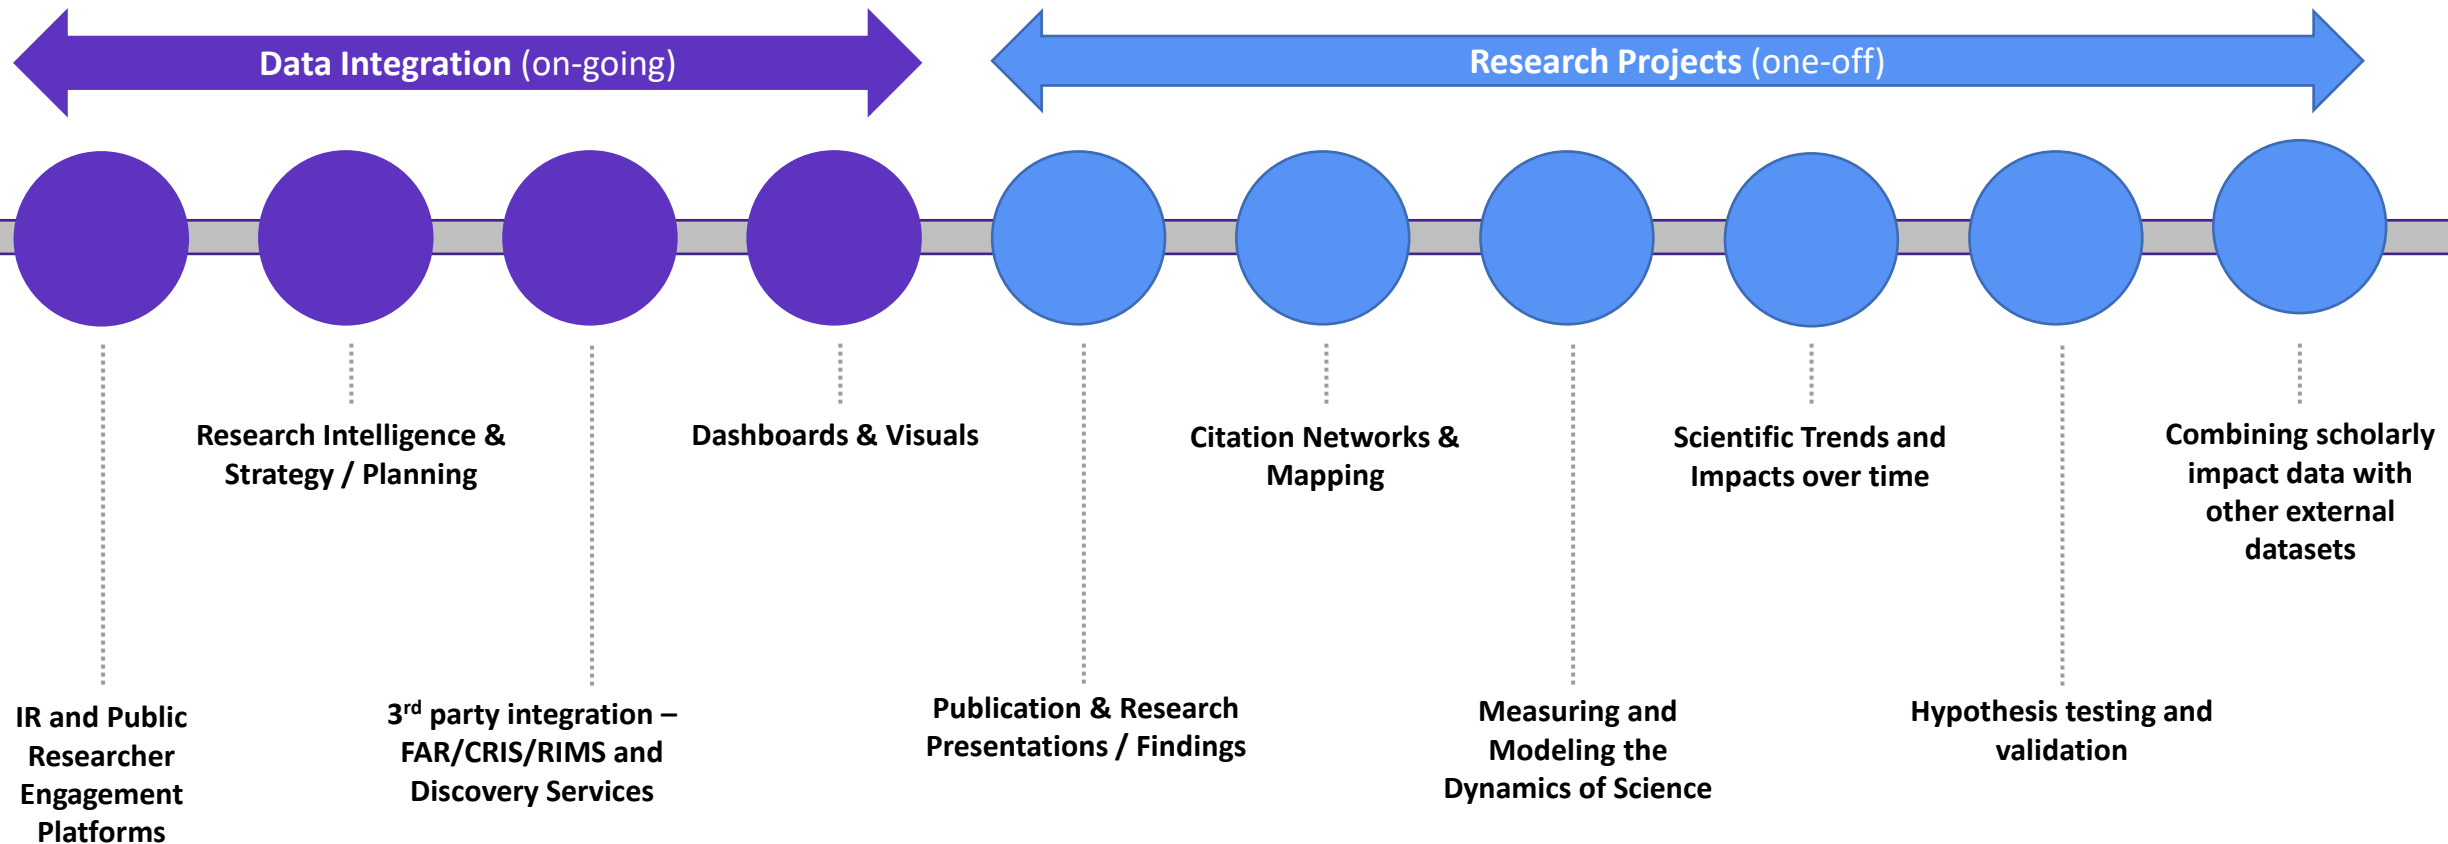 Data Integration (on-going)
Research Projects (one-off)
IR and Public
Researcher
Engagement
Platforms
Research Intelligence &
Strategy / Planning
3rd party integration –
FAR/CRIS/RIMS and
Discovery Services
Dashboards & Visuals
Publication & Research
Presentations / Findings
Citation Networks &
Mapping
Measuring and
Modeling the
Dynamics of Science
Scientific Trends and
Impacts over time
Hypothesis testing and
validation
Combining scholarly
impact data with
other external
datasets